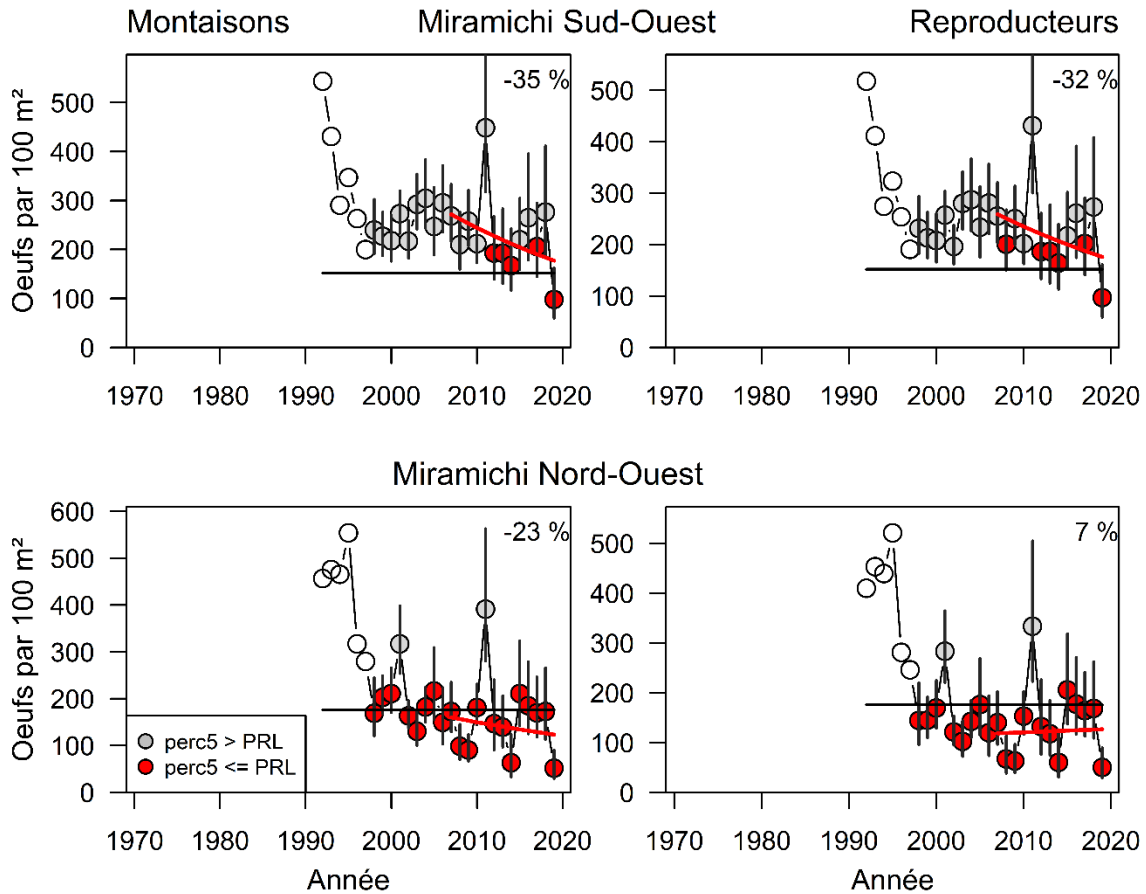 Montaisons Miramichi Sud-Ouest Reproducteurs
-35 %
-32 %
Oeufs par 100 m²
500
400
300
200
100
0
500
400
300
200
100
0
1970 1980 1990 2000 2010 2020
1970 1980 1990 2000 2010 2020
Miramichi Nord-Ouest
-23 %
7 %
Oeufs par 100 m²
600
500
400
300
200
100
0
500
400
300
200
100
0
perc5 > PRL
perc5 <= PRL
1970 1980 1990 2000 2010 2020
1970 1980 1990 2000 2010 2020
Année
Année